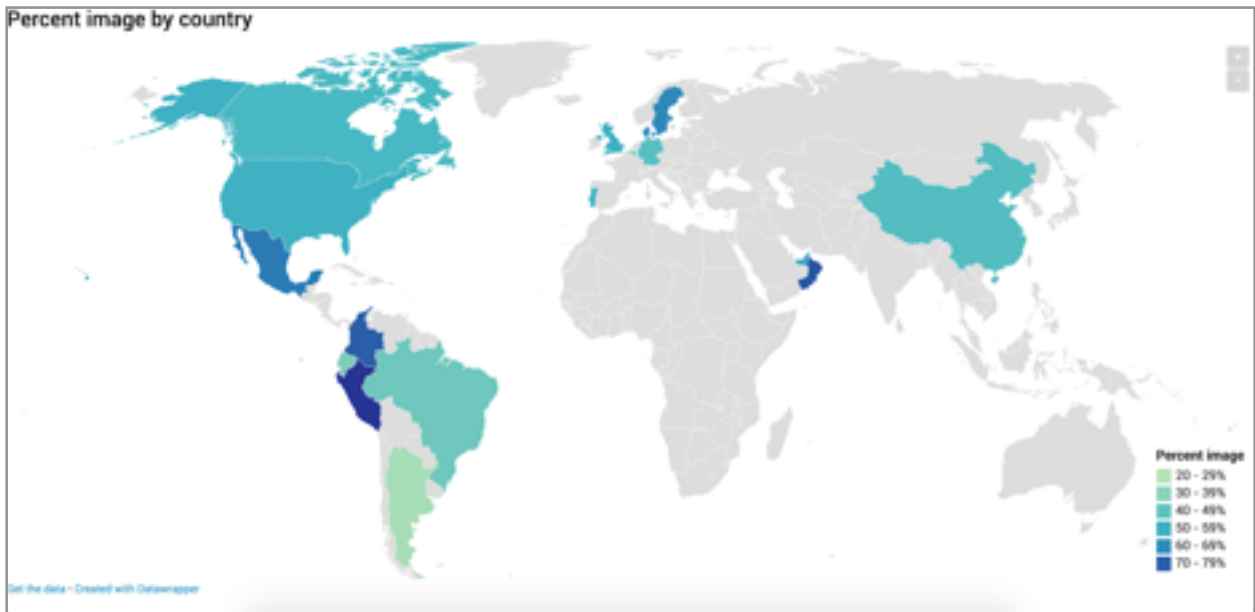 Percent image by country
Percent image
20 - 29%
30 - 39%
40 - 49%
50 - 59%
60 - 69%
70 - 79%
Get the data • Created with Datawrapper